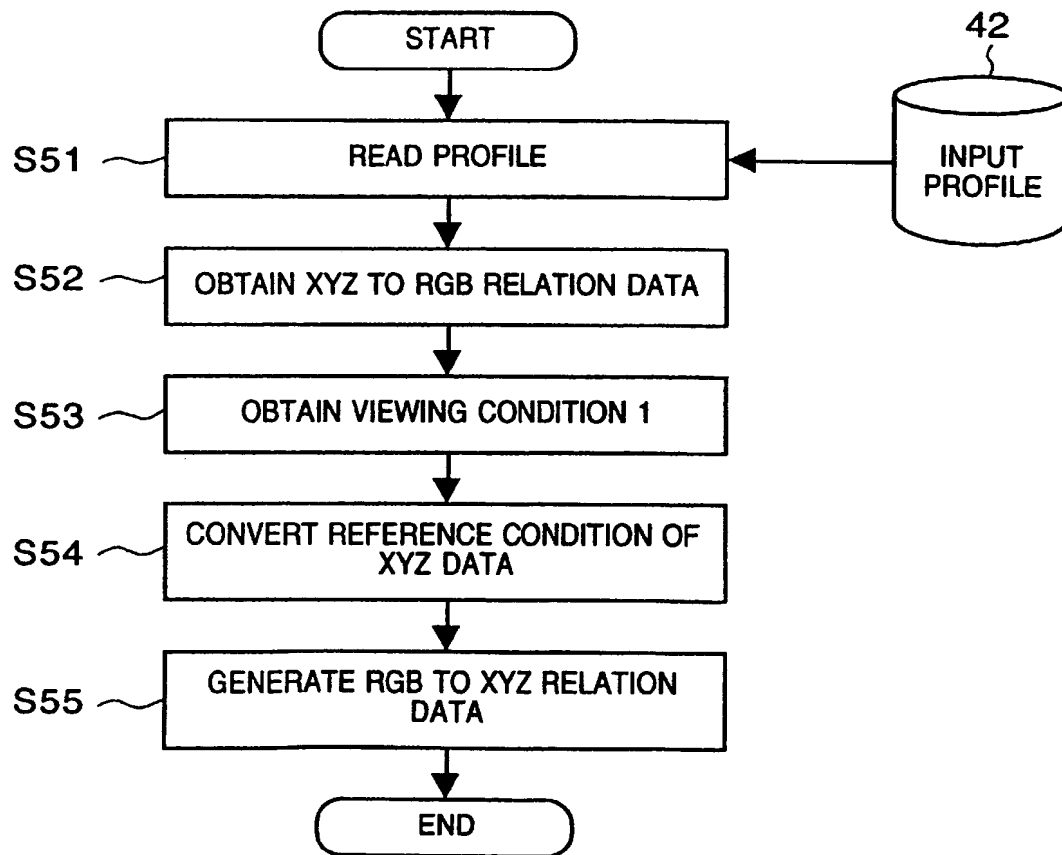 START
42
S51
READ PROFILE
INPUT
PROFILE
S52
OBTAIN XYZ TO RGB RELATION DATA
S53
OBTAIN VIEWING CONDITION 1
S54
CONVERT REFERENCE CONDITION OF
XYZ DATA
S55
GENERATE RGB TO XYZ RELATION
DATA
END